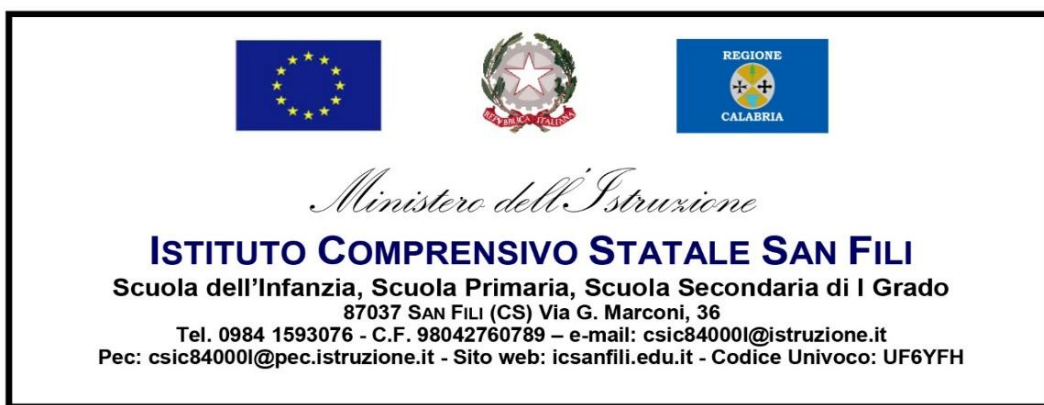 REGIONE
CALABRIA
REPVBBLICA ITALIANA
Ministero dell'Istruzione
ISTITUTO COMPRENSIVO STATALE SAN FILI
Scuola dell'Infanzia, Scuola Primaria, Scuola Secondaria di I Grado
87037 SAN FILI (CS) Via G. Marconi, 36
Tel. 0984 1593076 - C.F. 98042760789 – e-mail: csic84000l@istruzione.it
Pec: csic84000l@pec.istruzione.it - Sito web: icsanfili.edu.it - Codice Univoco: UF6YFH